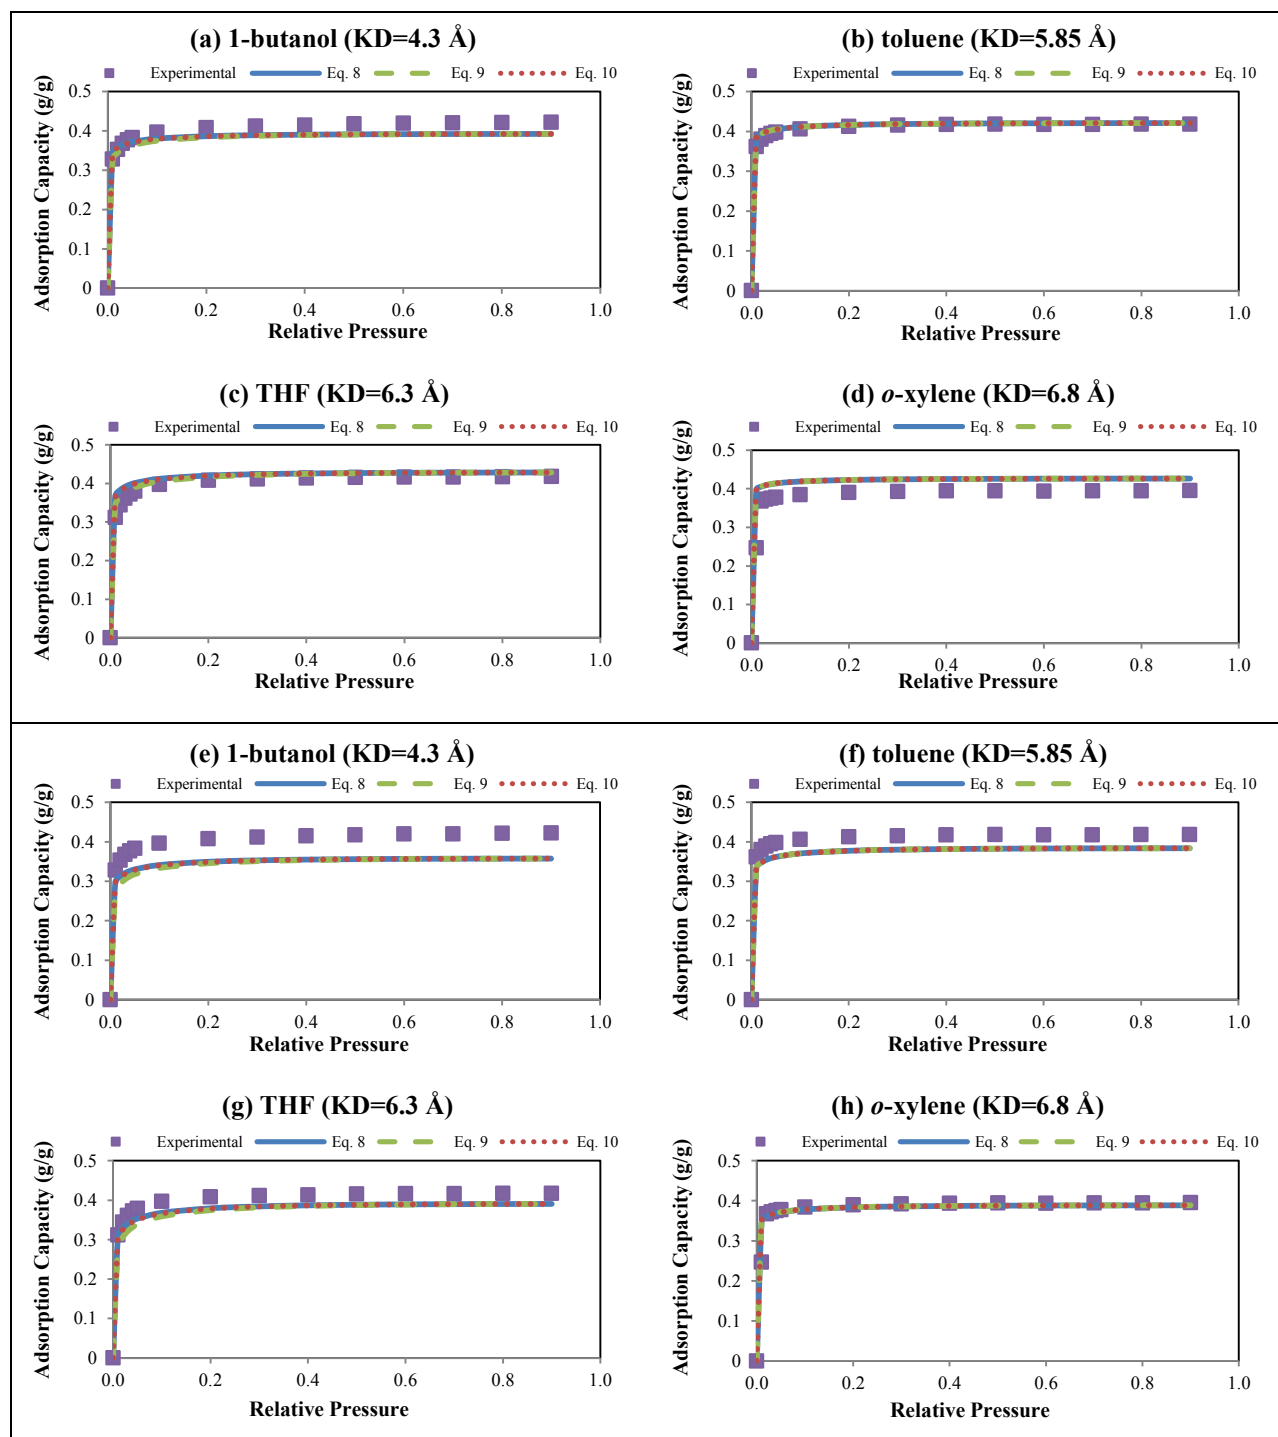 (a) 1-butanol (KD=4.3 Å)
Experimental Eq. 8 Eq. 9 Eq. 10
Adsorption Capacity (g/g)
0.5
0.4
0.3
0.2
0.1
0
0.0 0.2 0.4 0.6 0.8 1.0
Relative Pressure
(b) toluene (KD=5.85 Å)
Experimental Eq. 8 Eq. 9 Eq. 10
Adsorption Capacity (g/g)
0.5
0.4
0.3
0.2
0.1
0
0.0 0.2 0.4 0.6 0.8 1.0
Relative Pressure
(c) THF (KD=6.3 Å)
Experimental Eq. 8 Eq. 9 Eq. 10
Adsorption Capacity (g/g)
0.5
0.4
0.3
0.2
0.1
0
0.0 0.2 0.4 0.6 0.8 1.0
Relative Pressure
(d) o-xylene (KD=6.8 Å)
Experimental Eq. 8 Eq. 9 Eq. 10
Adsorption Capacity (g/g)
0.5
0.4
0.3
0.2
0.1
0
0.0 0.2 0.4 0.6 0.8 1.0
Relative Pressure
(e) 1-butanol (KD=4.3 Å)
Experimental Eq. 8 Eq. 9 Eq. 10
Adsorption Capacity (g/g)
0.5
0.4
0.3
0.2
0.1
0
0.0 0.2 0.4 0.6 0.8 1.0
Relative Pressure
(f) toluene (KD=5.85 Å)
Experimental Eq. 8 Eq. 9 Eq. 10
Adsorption Capacity (g/g)
0.5
0.4
0.3
0.2
0.1
0
0.0 0.2 0.4 0.6 0.8 1.0
Relative Pressure
(g) THF (KD=6.3 Å)
Experimental Eq. 8 Eq. 9 Eq. 10
Adsorption Capacity (g/g)
0.5
0.4
0.3
0.2
0.1
0
0.0 0.2 0.4 0.6 0.8 1.0
Relative Pressure
(h) o-xylene (KD=6.8 Å)
Experimental Eq. 8 Eq. 9 Eq. 10
Adsorption Capacity (g/g)
0.5
0.4
0.3
0.2
0.1
0
0.0 0.2 0.4 0.6 0.8 1.0
Relative Pressure